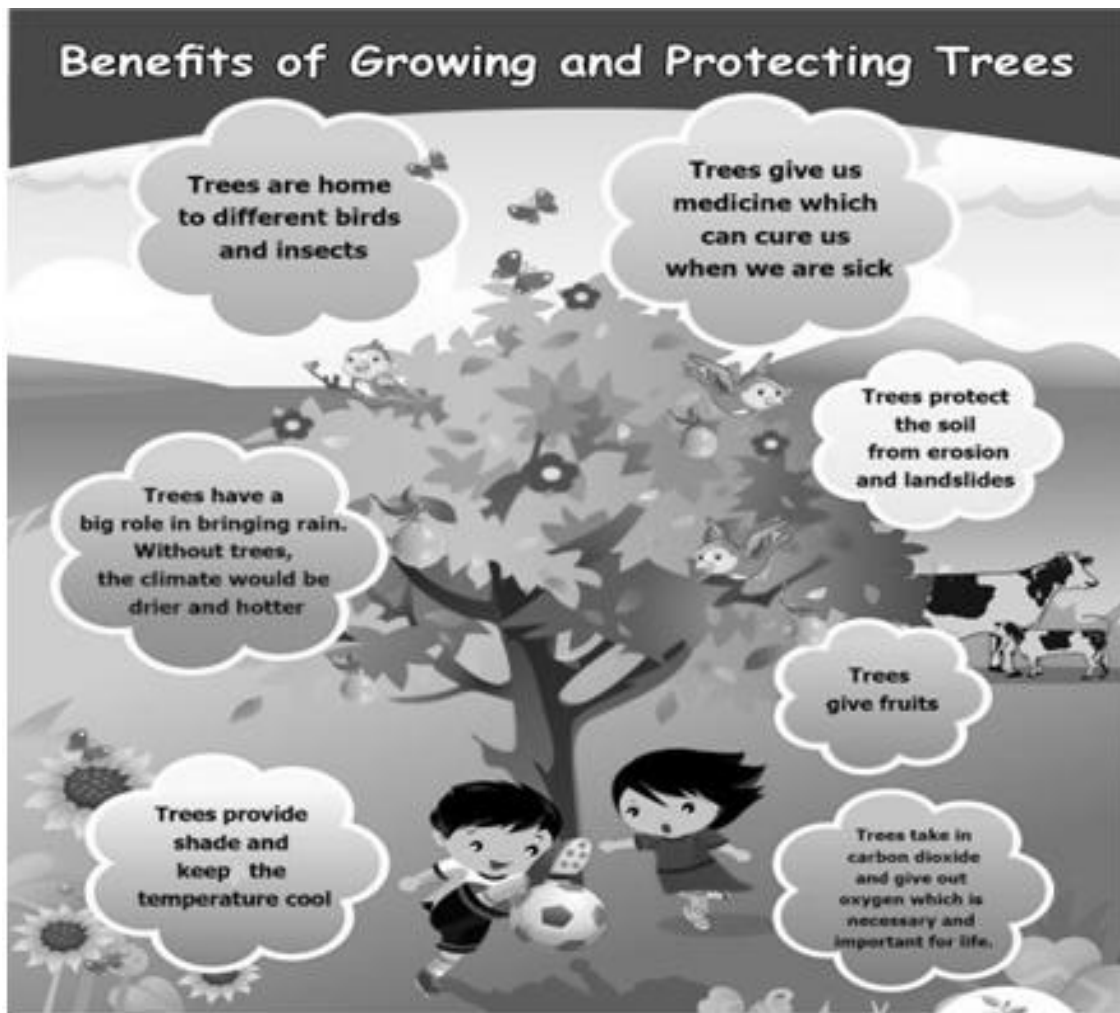 Benefits of Growing and Protecting Trees
Trees are home
to different birds
and insects
Trees give us
medicine which
can cure us
when we are sick
Trees protect
the soil
from erosion
and landslides
Trees have a
big role in bringing rain.
Without trees,
the climate would be
drier and hotter
Trees
give fruits
Trees provide
shade and
keep the
temperature cool
Trees take in
carbon dioxide
and give out
oxygen which is
necessary and
important for life.